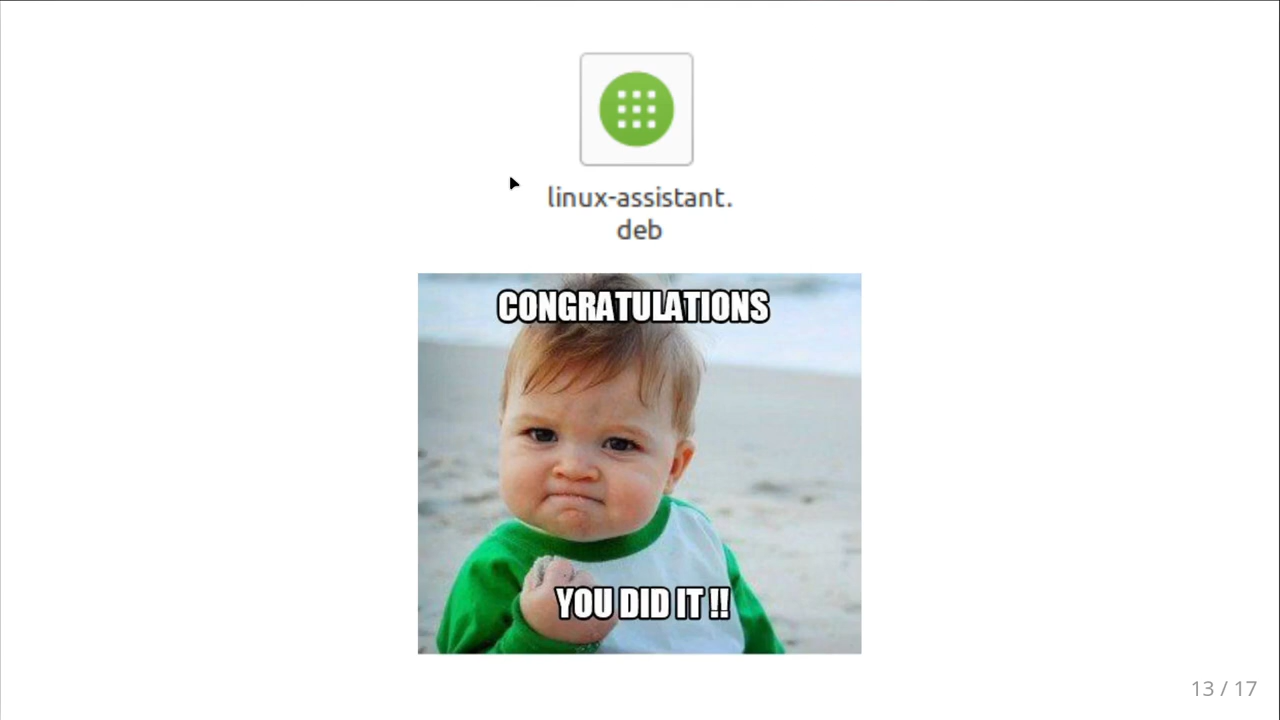 linux-assistant.
deb
CONGRATULATIONS
YOU DID IT !!
13 / 17